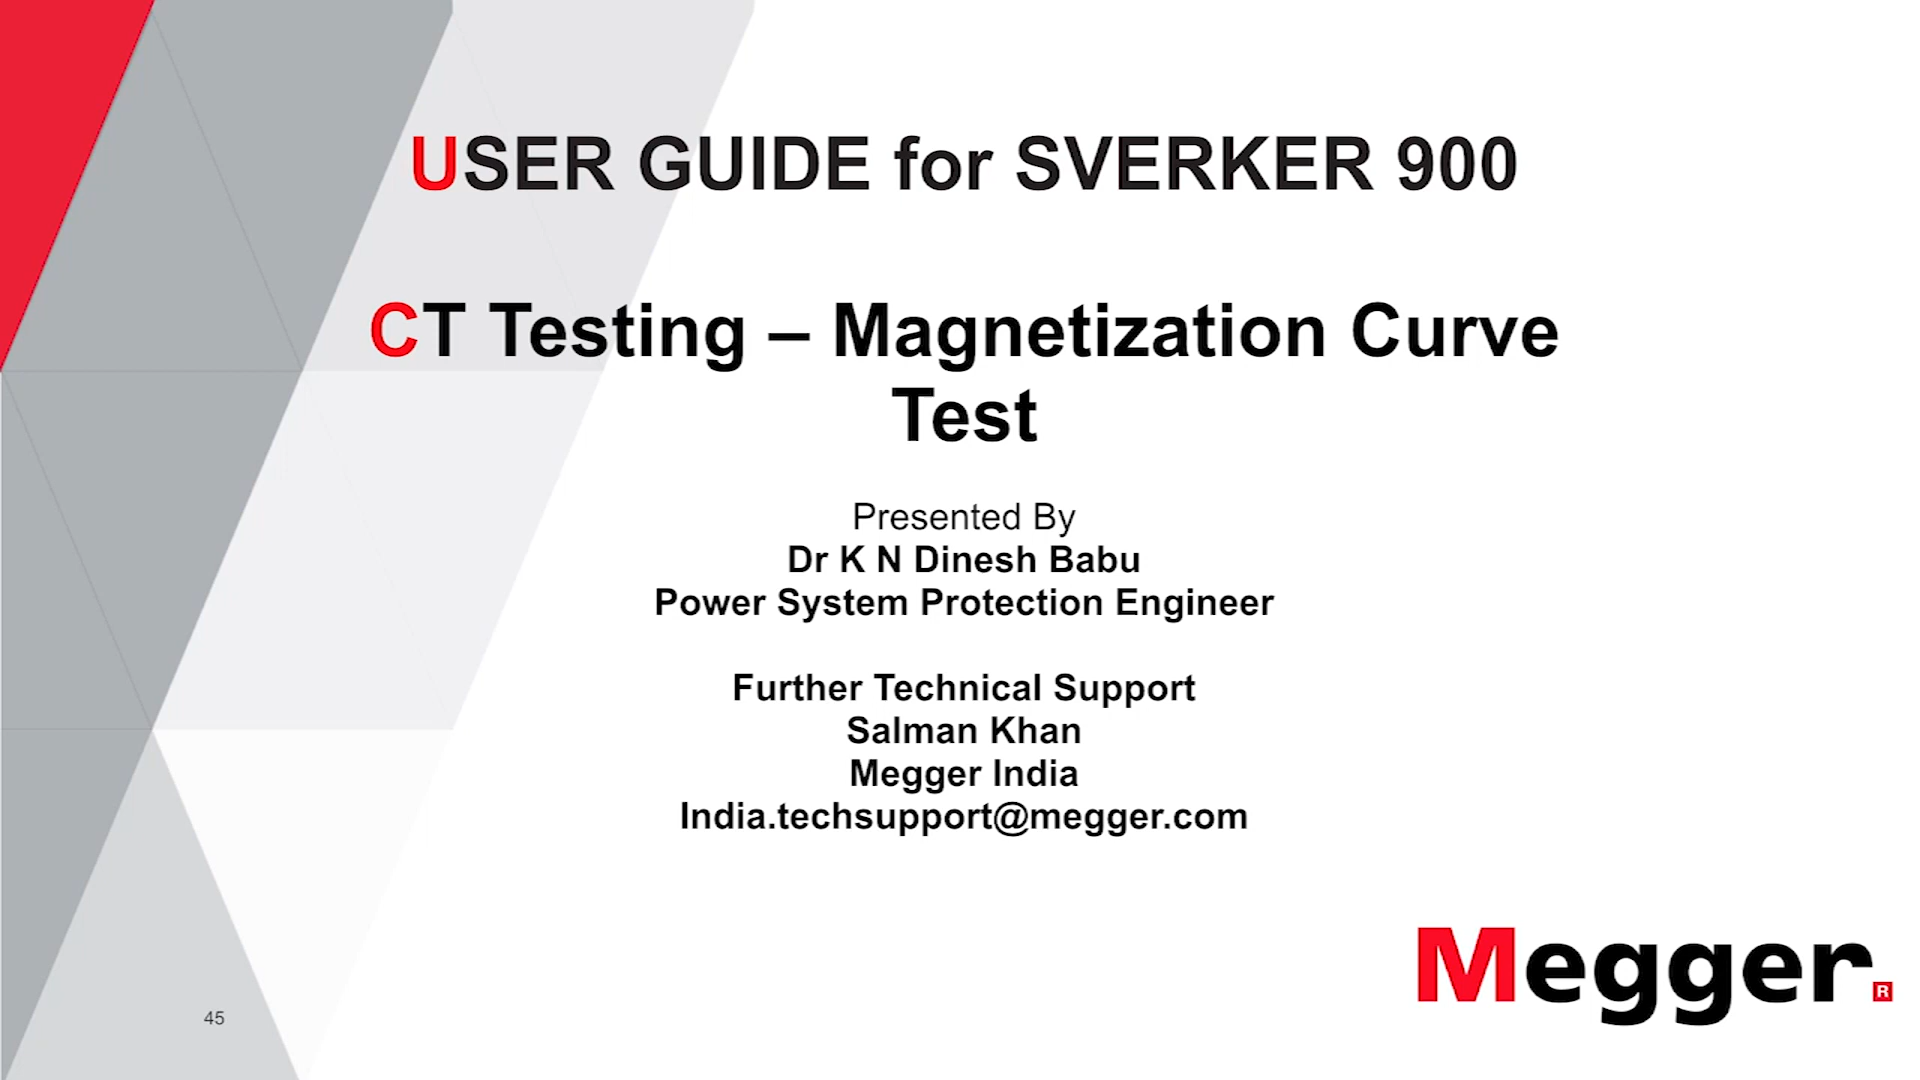 USER GUIDE for SVERKER 900
CT Testing – Magnetization Curve
Test
Presented By
Dr K N Dinesh Babu
Power System Protection Engineer
Further Technical Support
Salman Khan
Megger India
India.techsupport@megger.com
Megger®
45